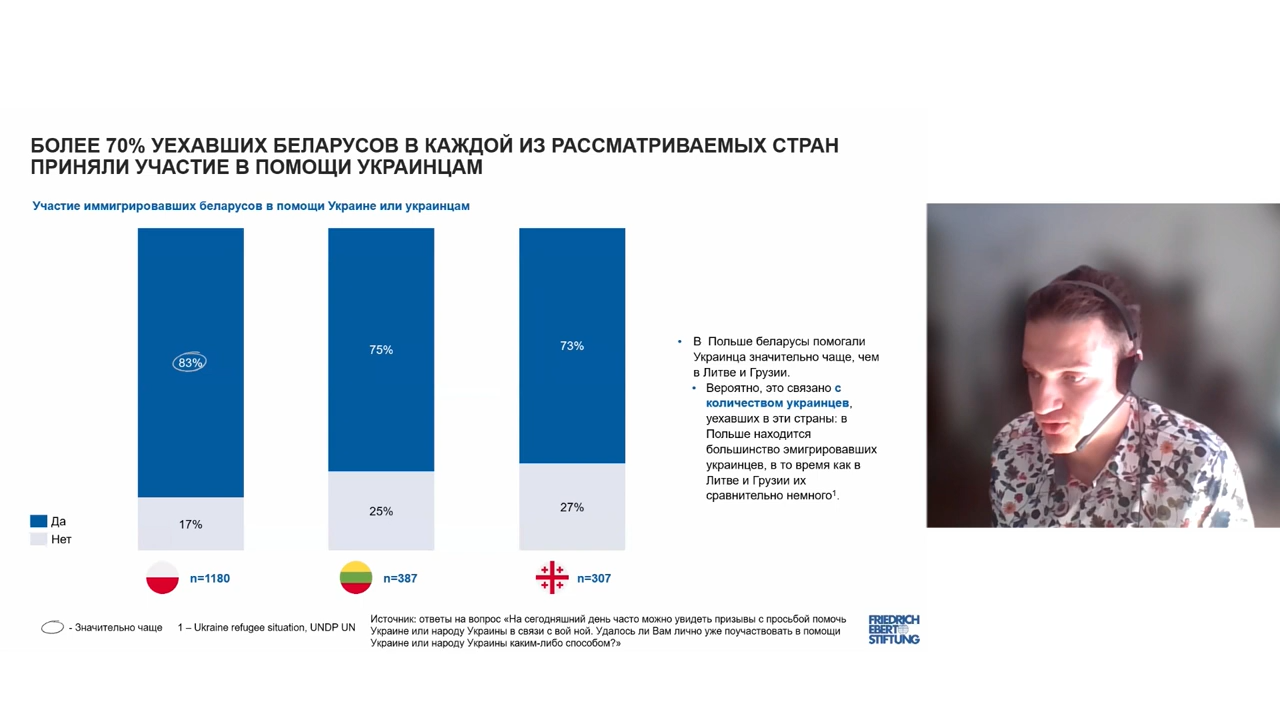 БОЛЕЕ 70% УЕХАВШИХ БЕЛАРУСОВ В КАЖДОЙ ИЗ РАССМАТРИВАЕМЫХ СТРАН
ПРИНЯЛИ УЧАСТИЕ В ПОМОЩИ УКРАИНЦАМ
Участие иммигрировавших беларусов в помощи Украине или украинцам
83%
75%
73%
17%
25%
27%
Да
Нет
n=1180
n=387
n=307
• В Польше беларусы помогали
Украинца значительно чаще, чем
в Литве и Грузии.
• Вероятно, это связано с
количеством украинцев,
уехавших в эти страны: в
Польше находится
большинство эмигрировавших
украинцев, в то время как в
Литве и Грузии их
сравнительно немного¹.
- Значительно чаще
1 – Ukraine refugee situation, UNDP UN
Источник: ответы на вопрос «На сегодняшний день часто можно увидеть призывы с просьбой помочь
Украине или народу Украины в связи с вой ной. Удалось ли Вам лично уже поучаствовать в помощи
Украине или народу Украины каким-либо способом?»
FRIEDRICH
EBERT
STIFTUNG